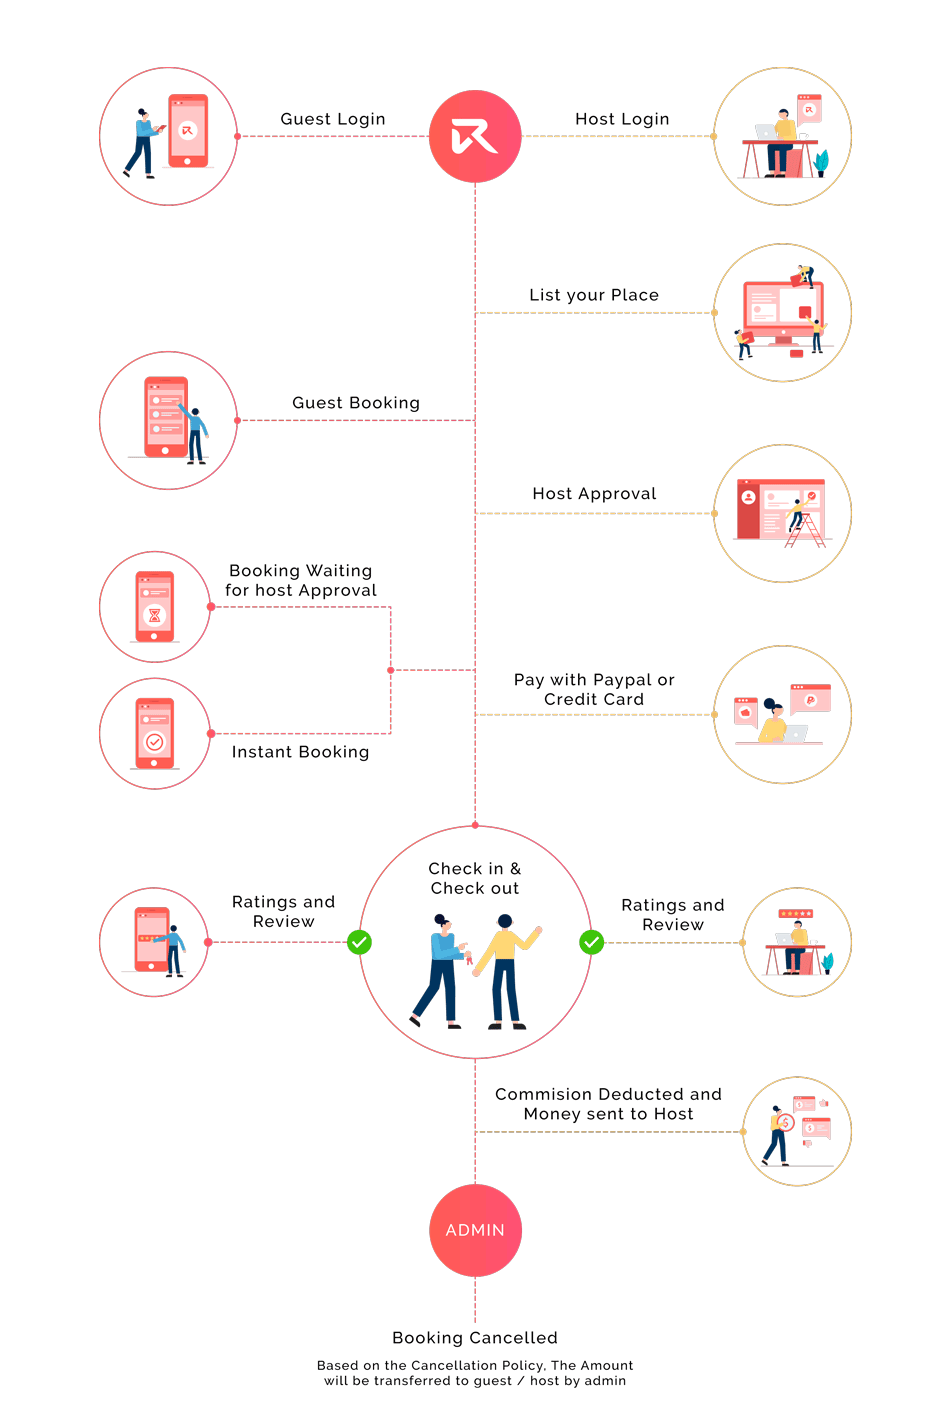 Guest Login
Host Login
List your Place
Guest Booking
Host Approval
Booking Waiting
for host Approval
Pay with Paypal or
Credit Card
Instant Booking
Check in &
Check out
Ratings and
Review
Ratings and
Review
Commision Deducted and
Money sent to Host
ADMIN
Booking Cancelled
Based on the Cancellation Policy, The Amount
will be transferred to guest / host by admin